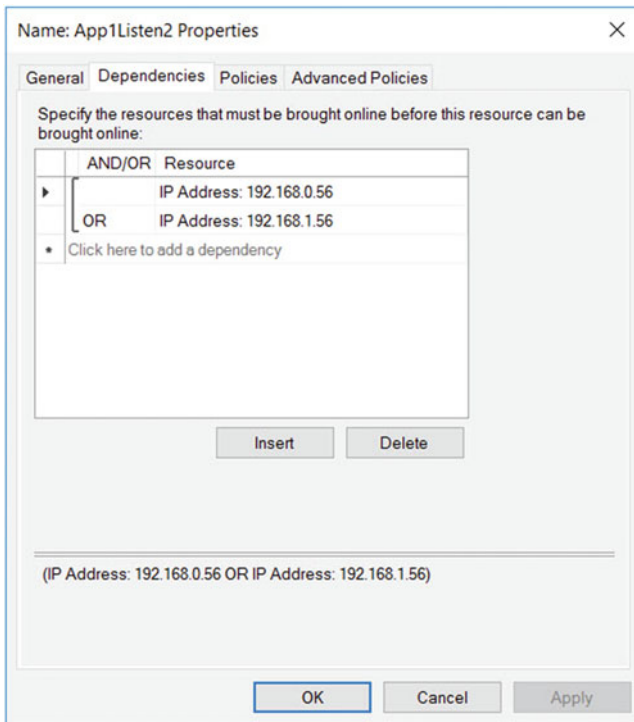 Name: App1Listen2 Properties
General Dependencies Policies Advanced Policies
Specify the resources that must be brought online before this resource can be
brought online:
AND/OR Resource
IP Address: 192.168.0.56
OR IP Address: 192.168.1.56
* Click here to add a dependency
Insert Delete
(IP Address: 192.168.0.56 OR IP Address: 192.168.1.56)
OK Cancel Apply